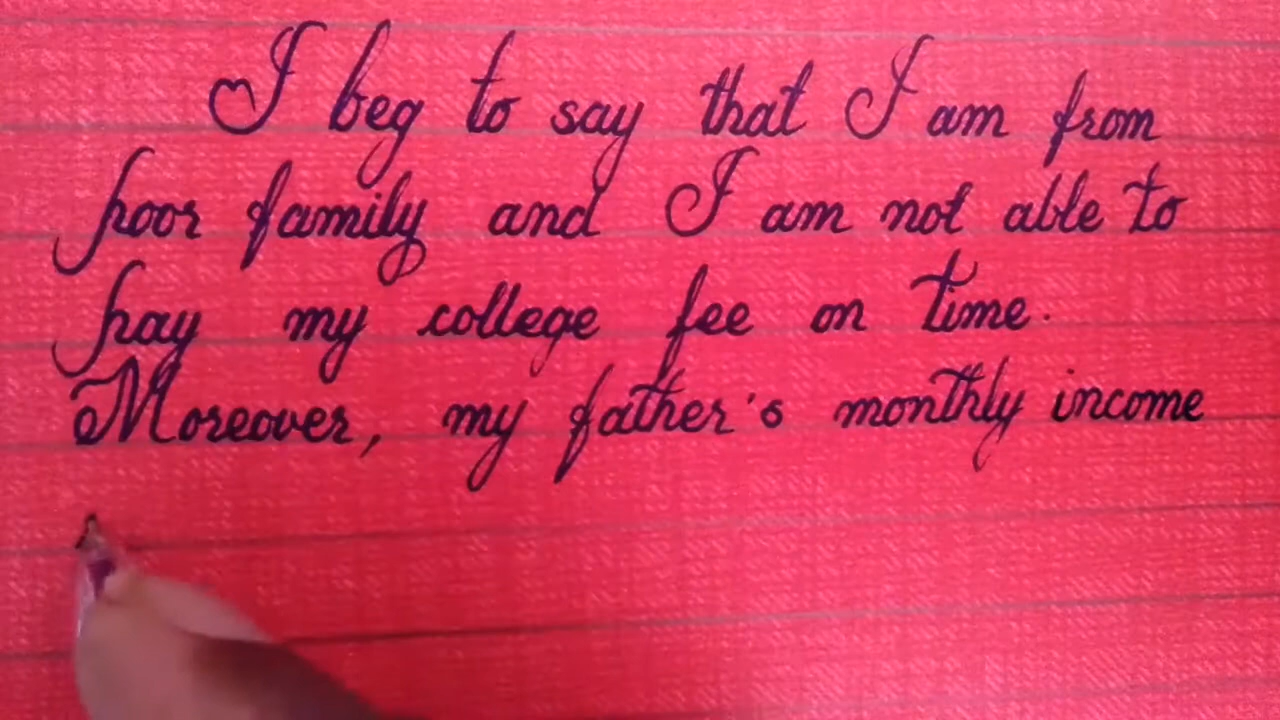 I beg to say that I am from
poor family and I am not able to
pay my college fee on time.
Moreover, my father's monthly income